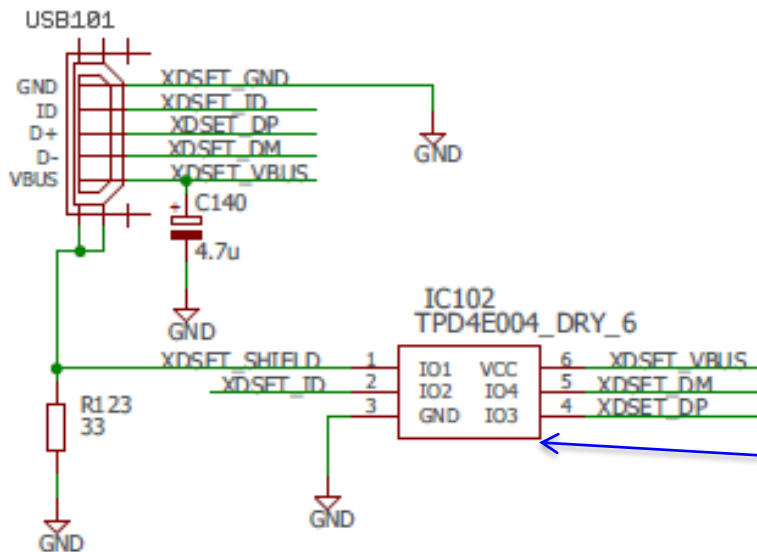 USB101
GND XDSET_GND
ID XDSET_ID
D+ XDSET_DP
D- XDSET_DM
VBUS XDSET_VBUS
GND
+ C140
4.7u
GND
IC102
TPD4E004_DRY_6
XDSET_SHIELD 1 IO1 VCC 6 XDSET_VBUS
XDSET_ID 2 IO2 IO4 5 XDSET_DM
3 GND IO3 4 XDSET_DP
R123
33
GND
GND